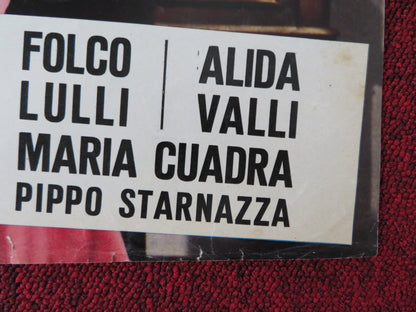 FOLCO | ALIDA
LULLI | VALLI
MARIA CUADRA
PIPPO STARNAZZA